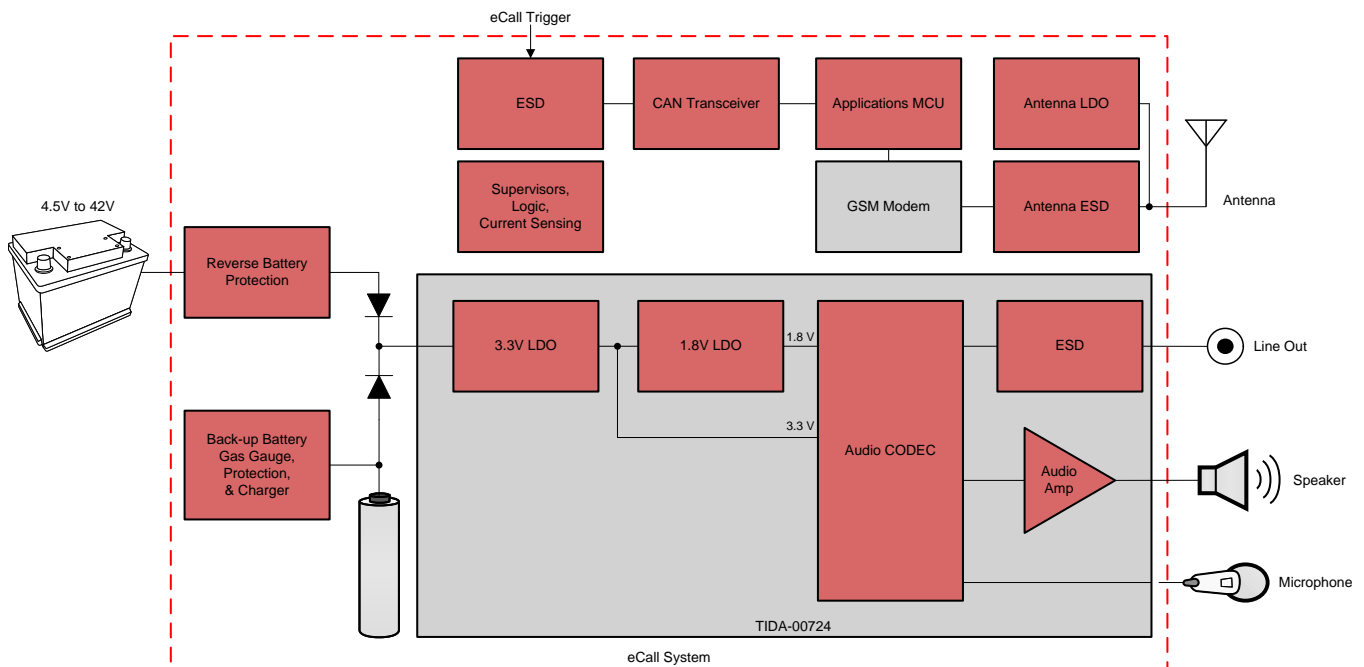 eCall Trigger
ESD
CAN Transceiver
Applications MCU
Antenna LDO
Supervisors,
Logic,
Current Sensing
GSM Modem
Antenna ESD
Antenna
4.5V to 42V
Reverse Battery
Protection
3.3V LDO
1.8V LDO
1.8 V
ESD
Line Out
3.3 V
Audio CODEC
Back-up Battery
Gas Gauge,
Protection,
& Charger
Audio
Amp
Speaker
Microphone
TIDA-00724
eCall System